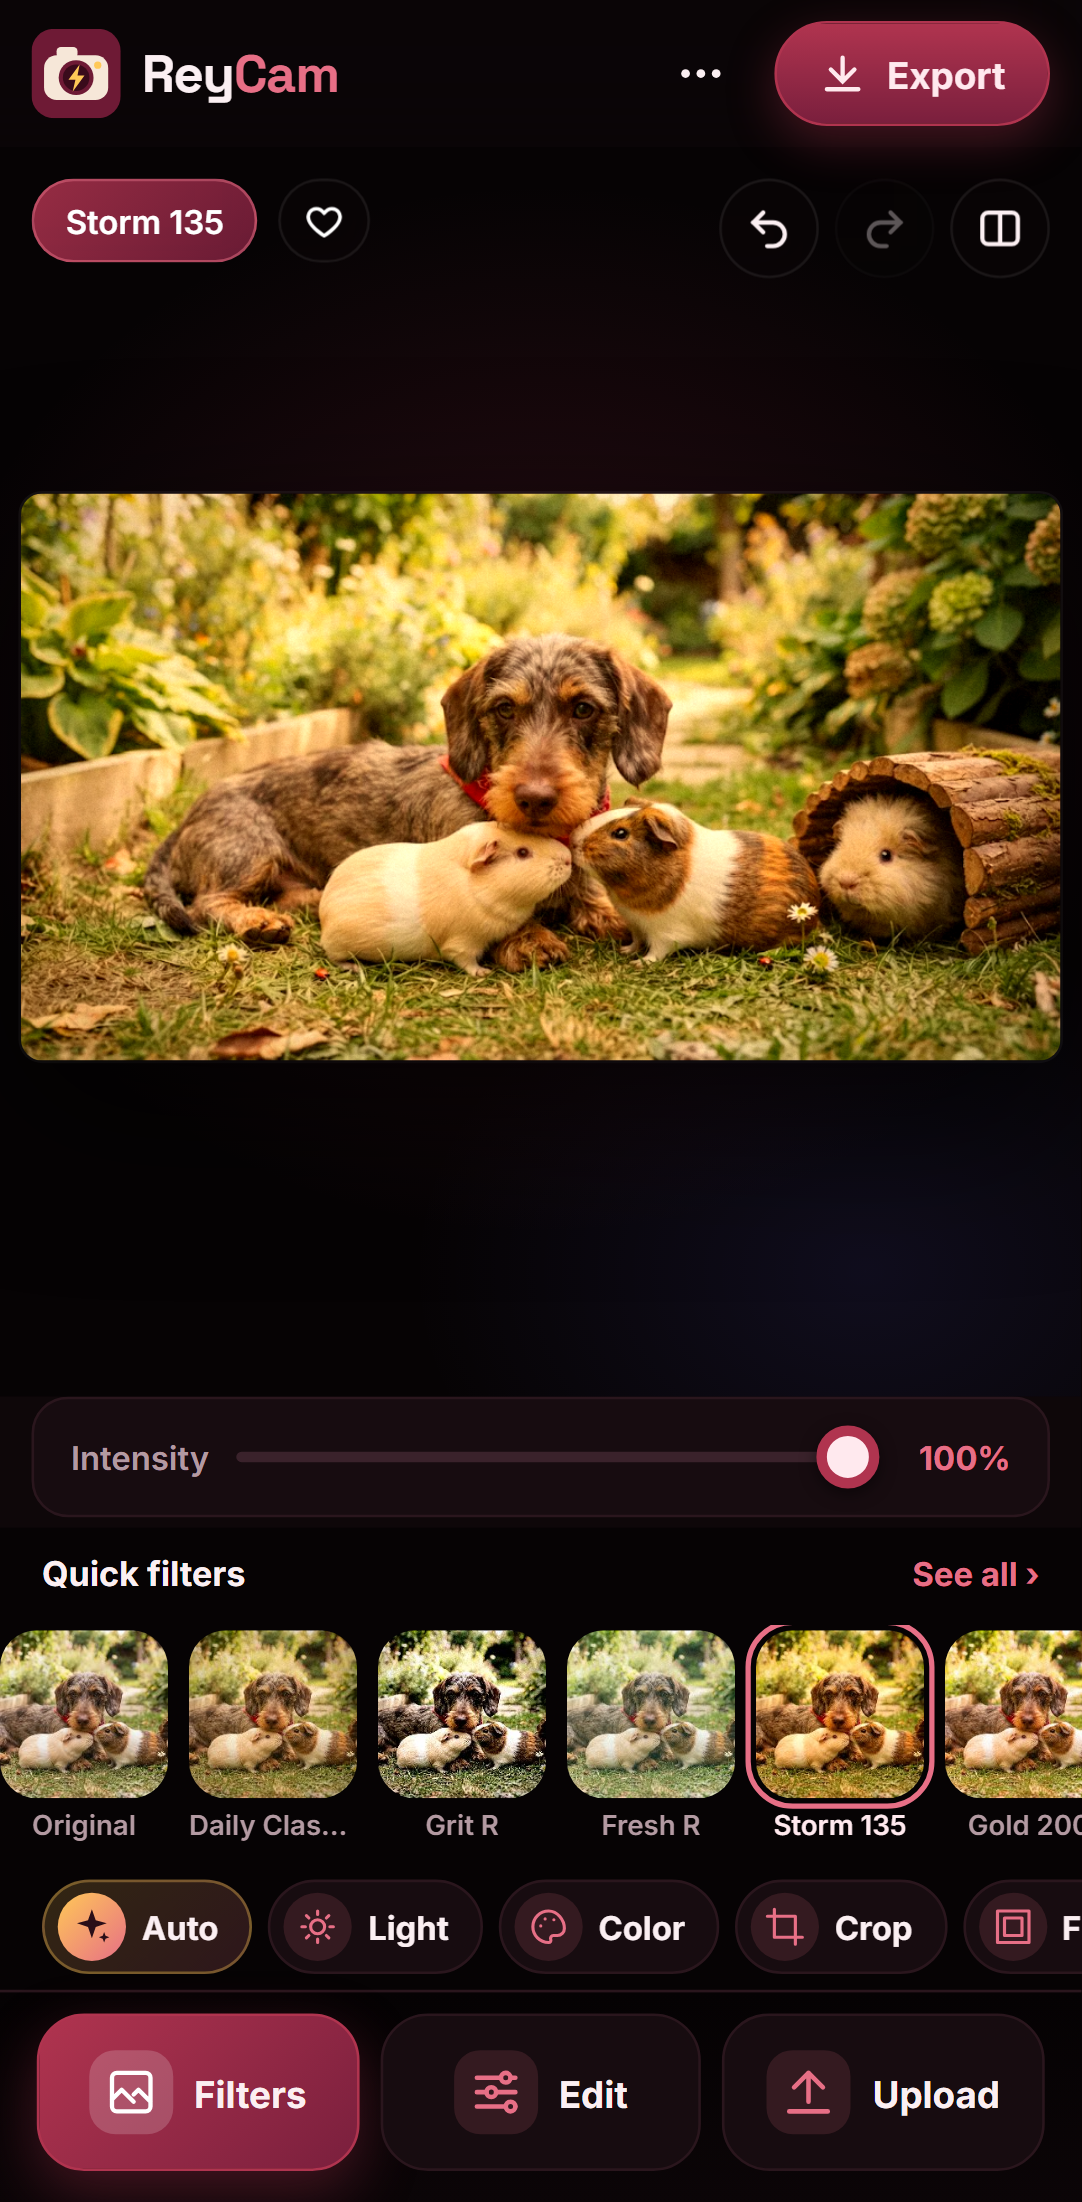 ReyCam
Export
Storm 135
Intensity
100%
Quick filters
See all ›
Original
Daily Clas...
Grit R
Fresh R
Storm 135
Gold 200
Auto
Light
Color
Crop
F
Filters
Edit
Upload